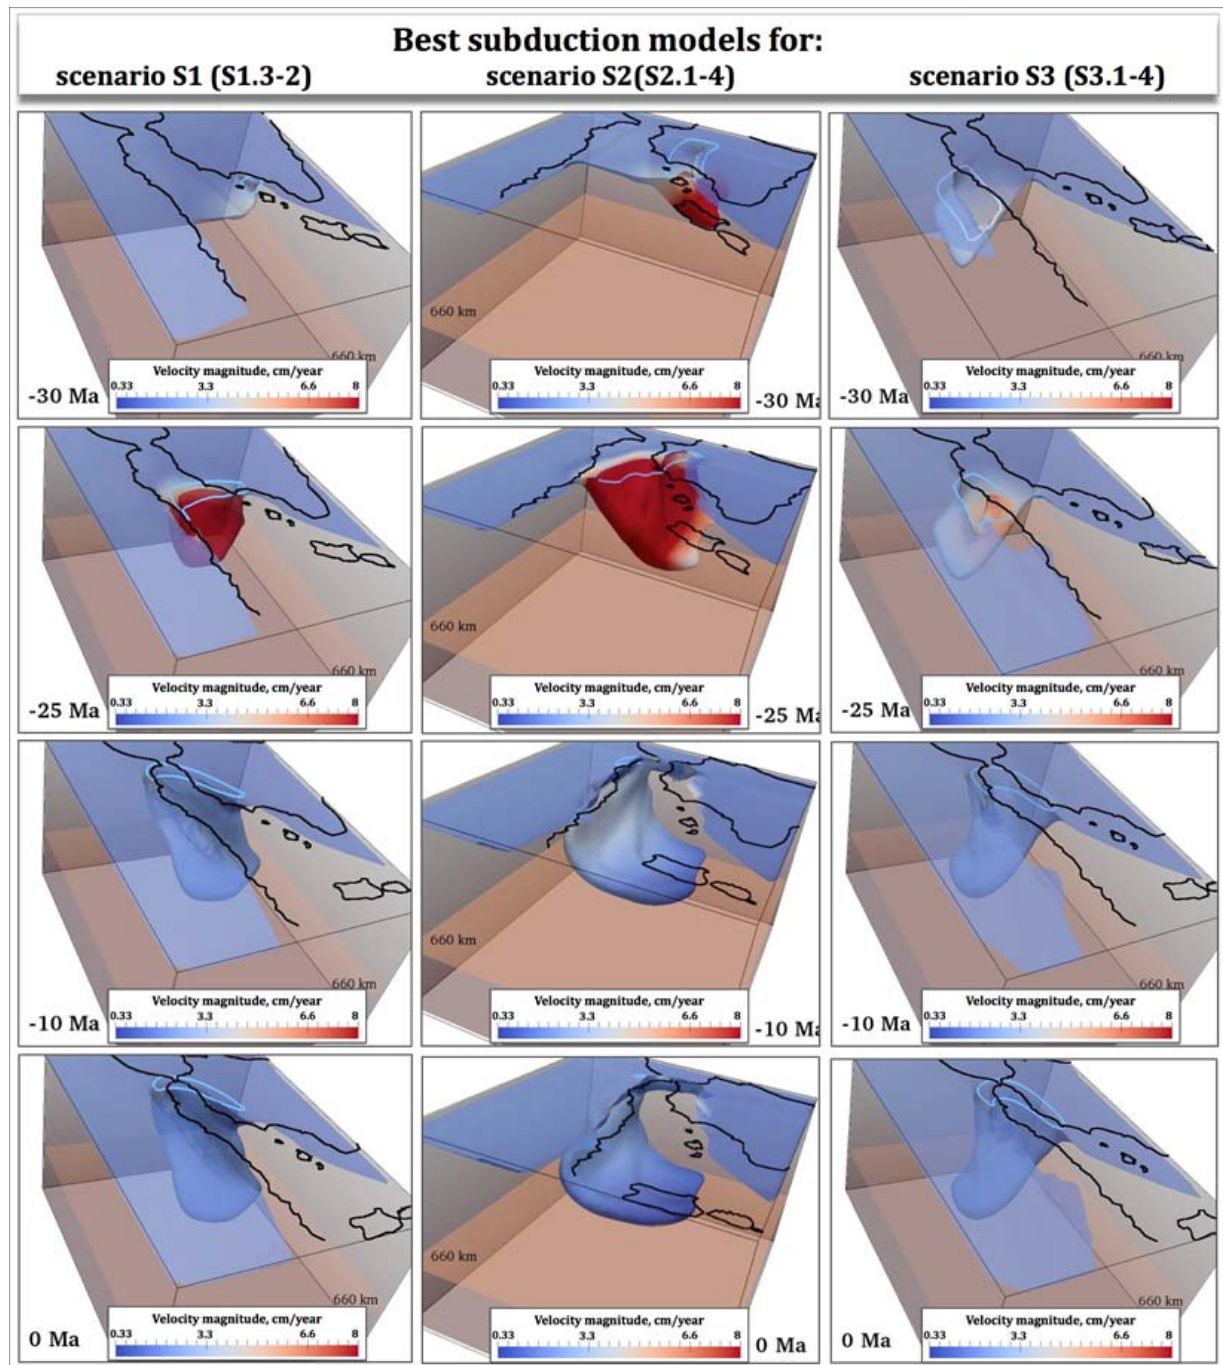 Best subduction models for:
scenario S1 (S1.3-2)
scenario S2(S2.1-4)
scenario S3 (S3.1-4)
660 km
Velocity magnitude, cm/year
0.33 3.3 6.6 8
-30 Ma
660 km
Velocity magnitude, cm/year
0.33 3.3 6.6 8
-30 Ma
660 km
Velocity magnitude, cm/year
0.33 3.3 6.6 8
-30 Ma
660 km
Velocity magnitude, cm/year
0.33 3.3 6.6 8
-25 Ma
660 km
Velocity magnitude, cm/year
0.33 3.3 6.6 8
-25 Ma
660 km
Velocity magnitude, cm/year
0.33 3.3 6.6 8
-25 Ma
660 km
Velocity magnitude, cm/year
0.33 3.3 6.6 8
-10 Ma
660 km
Velocity magnitude, cm/year
0.33 3.3 6.6 8
-10 Ma
660 km
Velocity magnitude, cm/year
0.33 3.3 6.6 8
-10 Ma
660 km
Velocity magnitude, cm/year
0.33 3.3 6.6 8
0 Ma
660 km
Velocity magnitude, cm/year
0.33 3.3 6.6 8
0 Ma
660 km
Velocity magnitude, cm/year
0.33 3.3 6.6 8
0 Ma